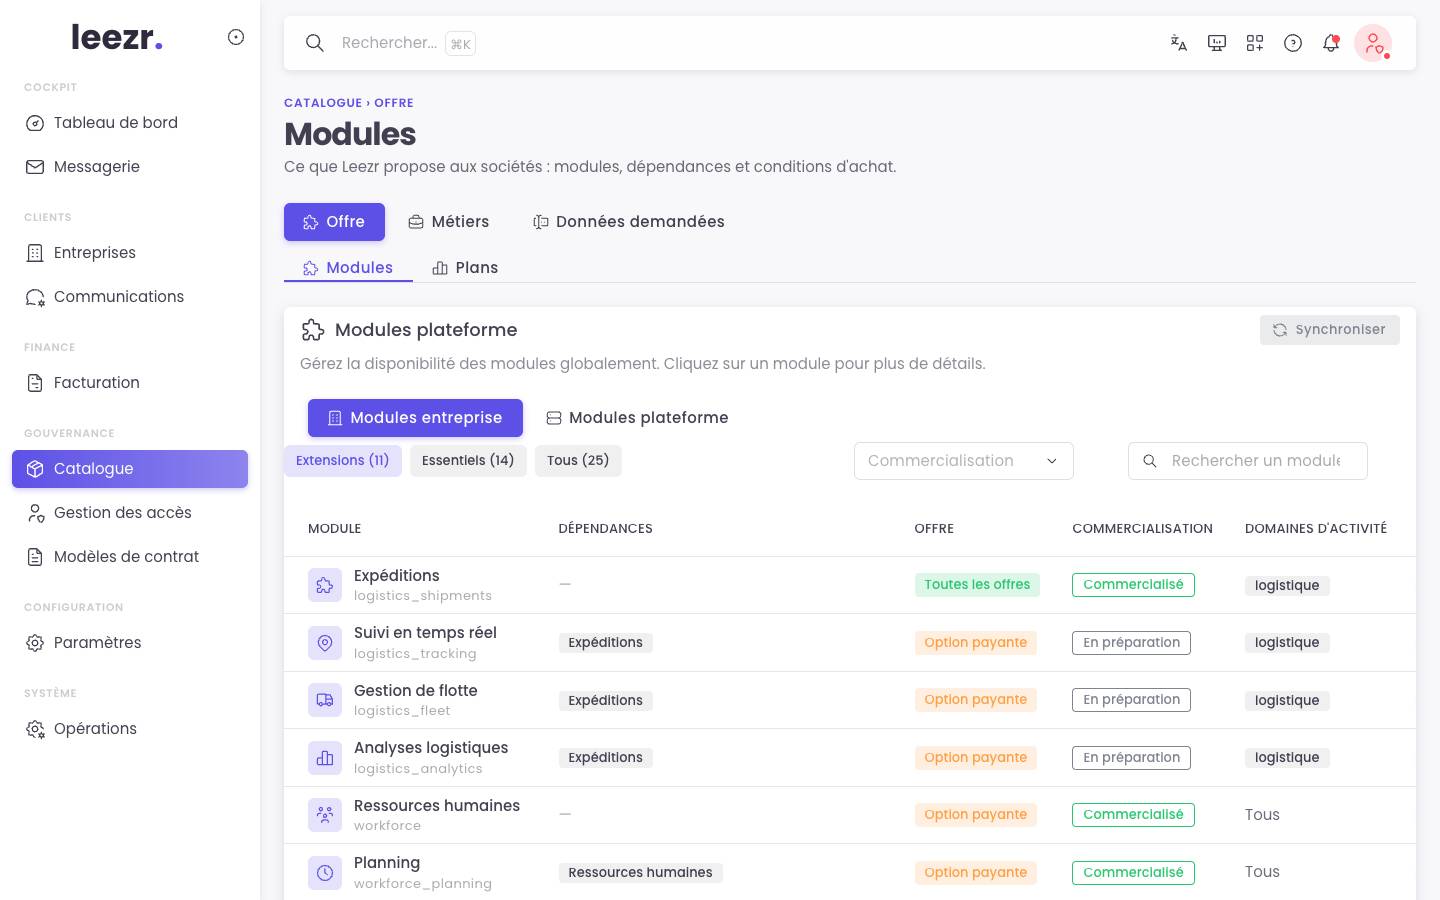 leezr.
COCKPIT
Tableau de bord
Messagerie
CLIENTS
Entreprises
Communications
FINANCE
Facturation
GOUVERNANCE
Catalogue
Gestion des accès
Modèles de contrat
CONFIGURATION
Paramètres
SYSTÈME
Opérations
Rechercher... ⌘K
CATALOGUE › OFFRE
Modules
Ce que Leezr propose aux sociétés : modules, dépendances et conditions d'achat.
Offre Métiers Données demandées
Modules Plans
Modules plateforme Synchroniser
Gérez la disponibilité des modules globalement. Cliquez sur un module pour plus de détails.
Modules entreprise Modules plateforme
Extensions (11) Essentiels (14) Tous (25) Commercialisation Rechercher un module
MODULE DÉPENDANCES OFFRE COMMERCIALISATION DOMAINES D'ACTIVITÉ
Expéditions — Toutes les offres Commercialisé logistique
logistics_shipments
Suivi en temps réel Expéditions Option payante En préparation logistique
logistics_tracking
Gestion de flotte Expéditions Option payante En préparation logistique
logistics_fleet
Analyses logistiques Expéditions Option payante En préparation logistique
logistics_analytics
Ressources humaines — Option payante Commercialisé Tous
workforce
Planning Ressources humaines Option payante Commercialisé Tous
workforce_planning